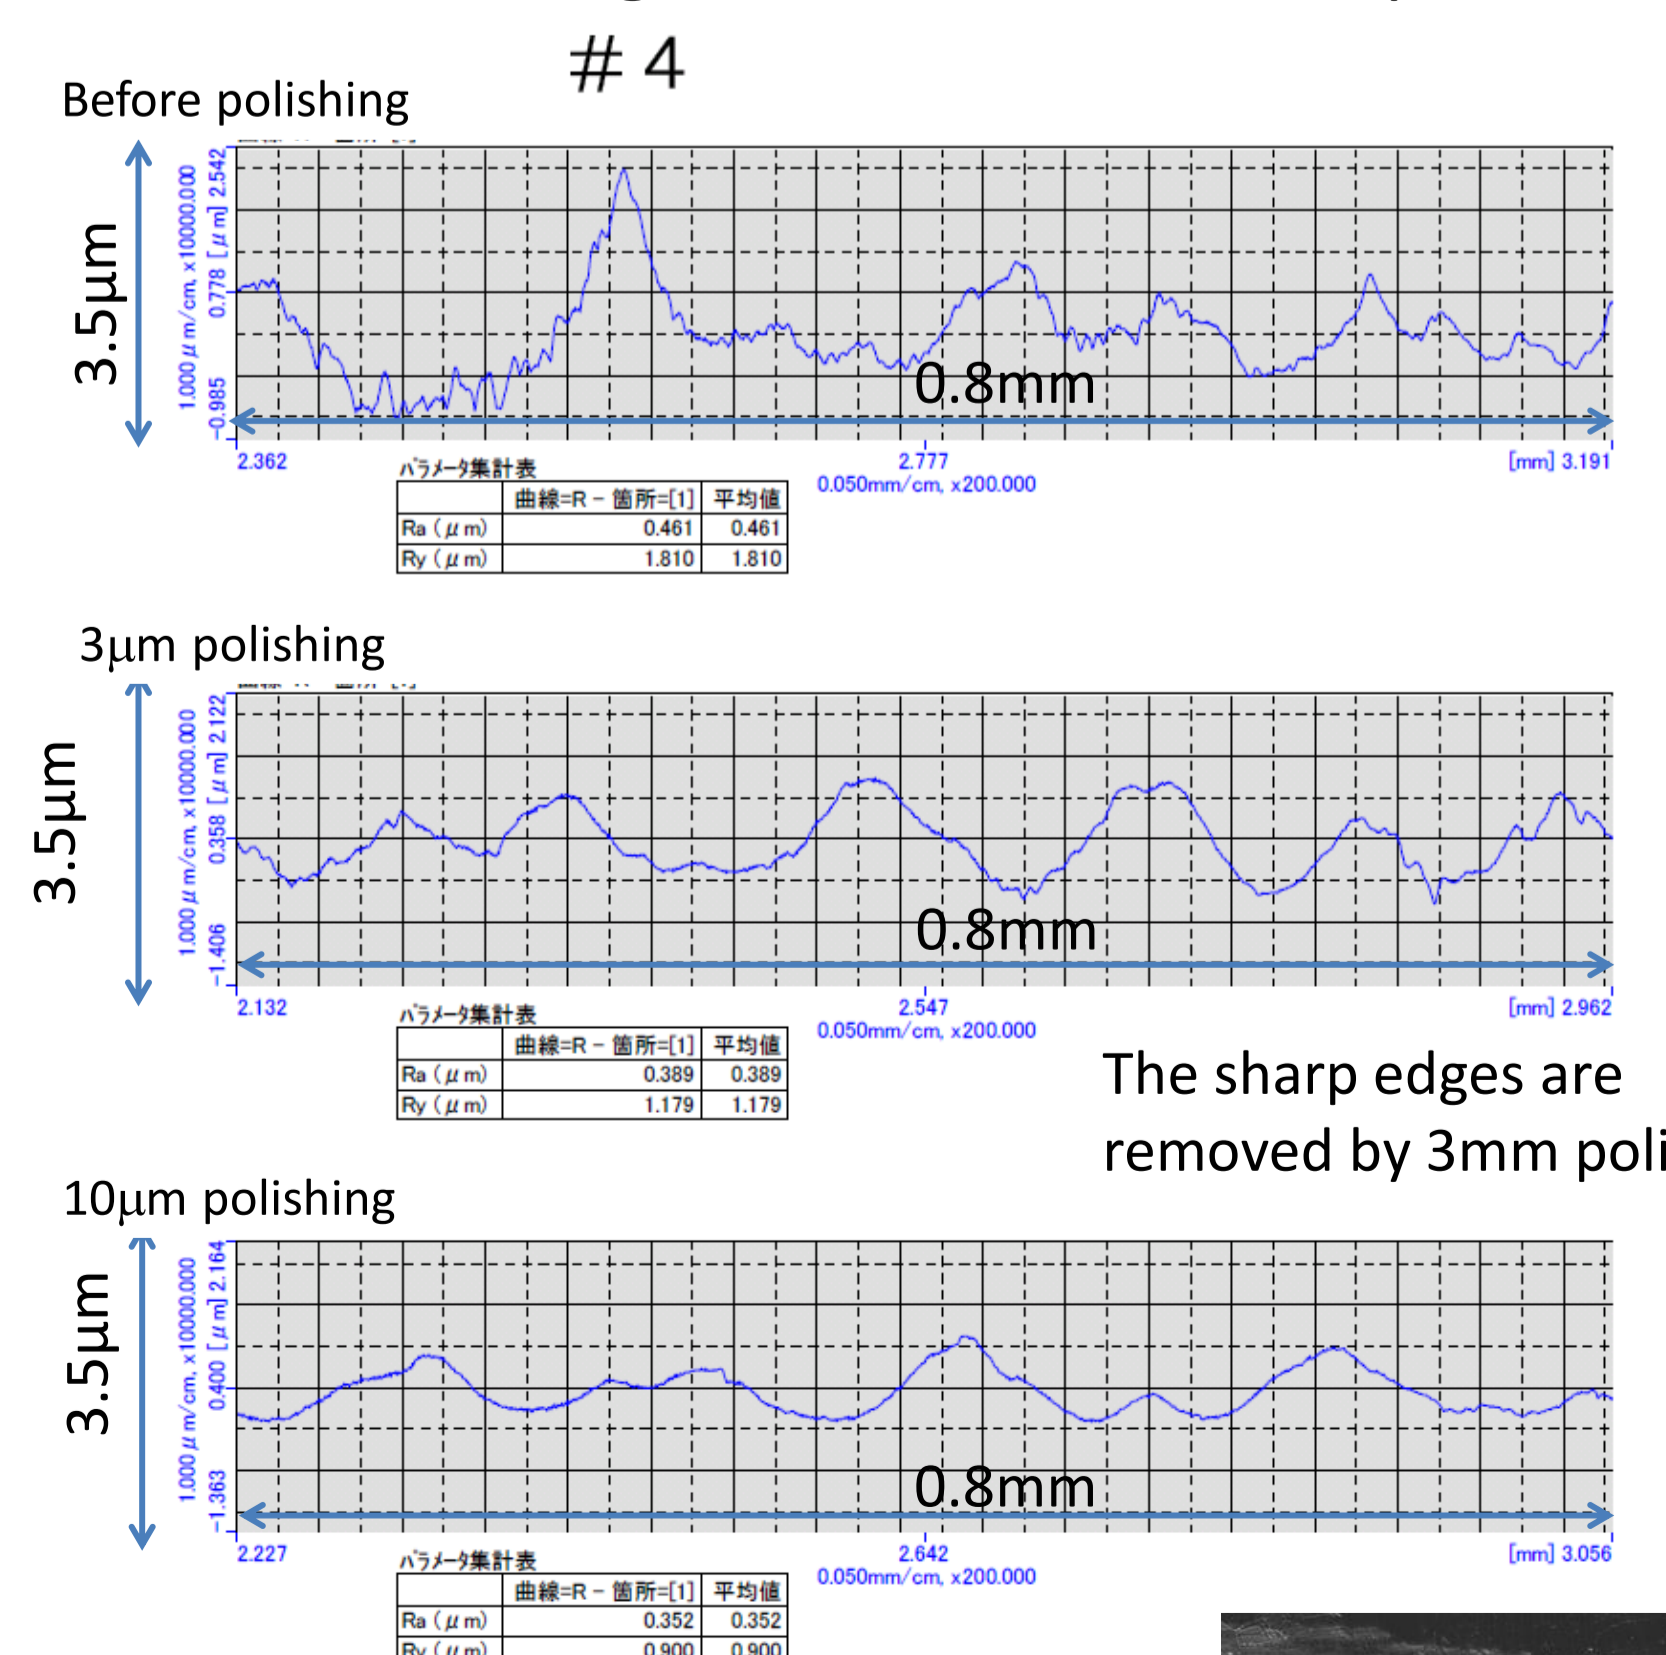 # 4
Before polishing
3.5μm
1.000 μm/cm, x10000.000
-0.985 0.778 [μm] 2.542
0.8mm
2.362 2.777 [mm] 3.191
0.050mm/cm, x200.000
パラメータ集計表
曲線=R - 箇所=[1] 平均値
Ra (μm) 0.461 0.461
Ry (μm) 1.810 1.810
3μm polishing
3.5μm
1.000 μm/cm, x10000.000
-1.406 0.358 [μm] 2.122
0.8mm
2.132 2.547 [mm] 2.962
0.050mm/cm, x200.000
パラメータ集計表
曲線=R - 箇所=[1] 平均値
Ra (μm) 0.389 0.389
Ry (μm) 1.179 1.179
The sharp edges are
removed by 3mm poli
10μm polishing
3.5μm
1.000 μm/cm, x10000.000
-1.363 0.400 [μm] 2.164
0.8mm
2.227 2.642 [mm] 3.056
0.050mm/cm, x200.000
パラメータ集計表
曲線=R - 箇所=[1] 平均値
Ra (μm) 0.352 0.352
Ry (μm) 0.900 0.900